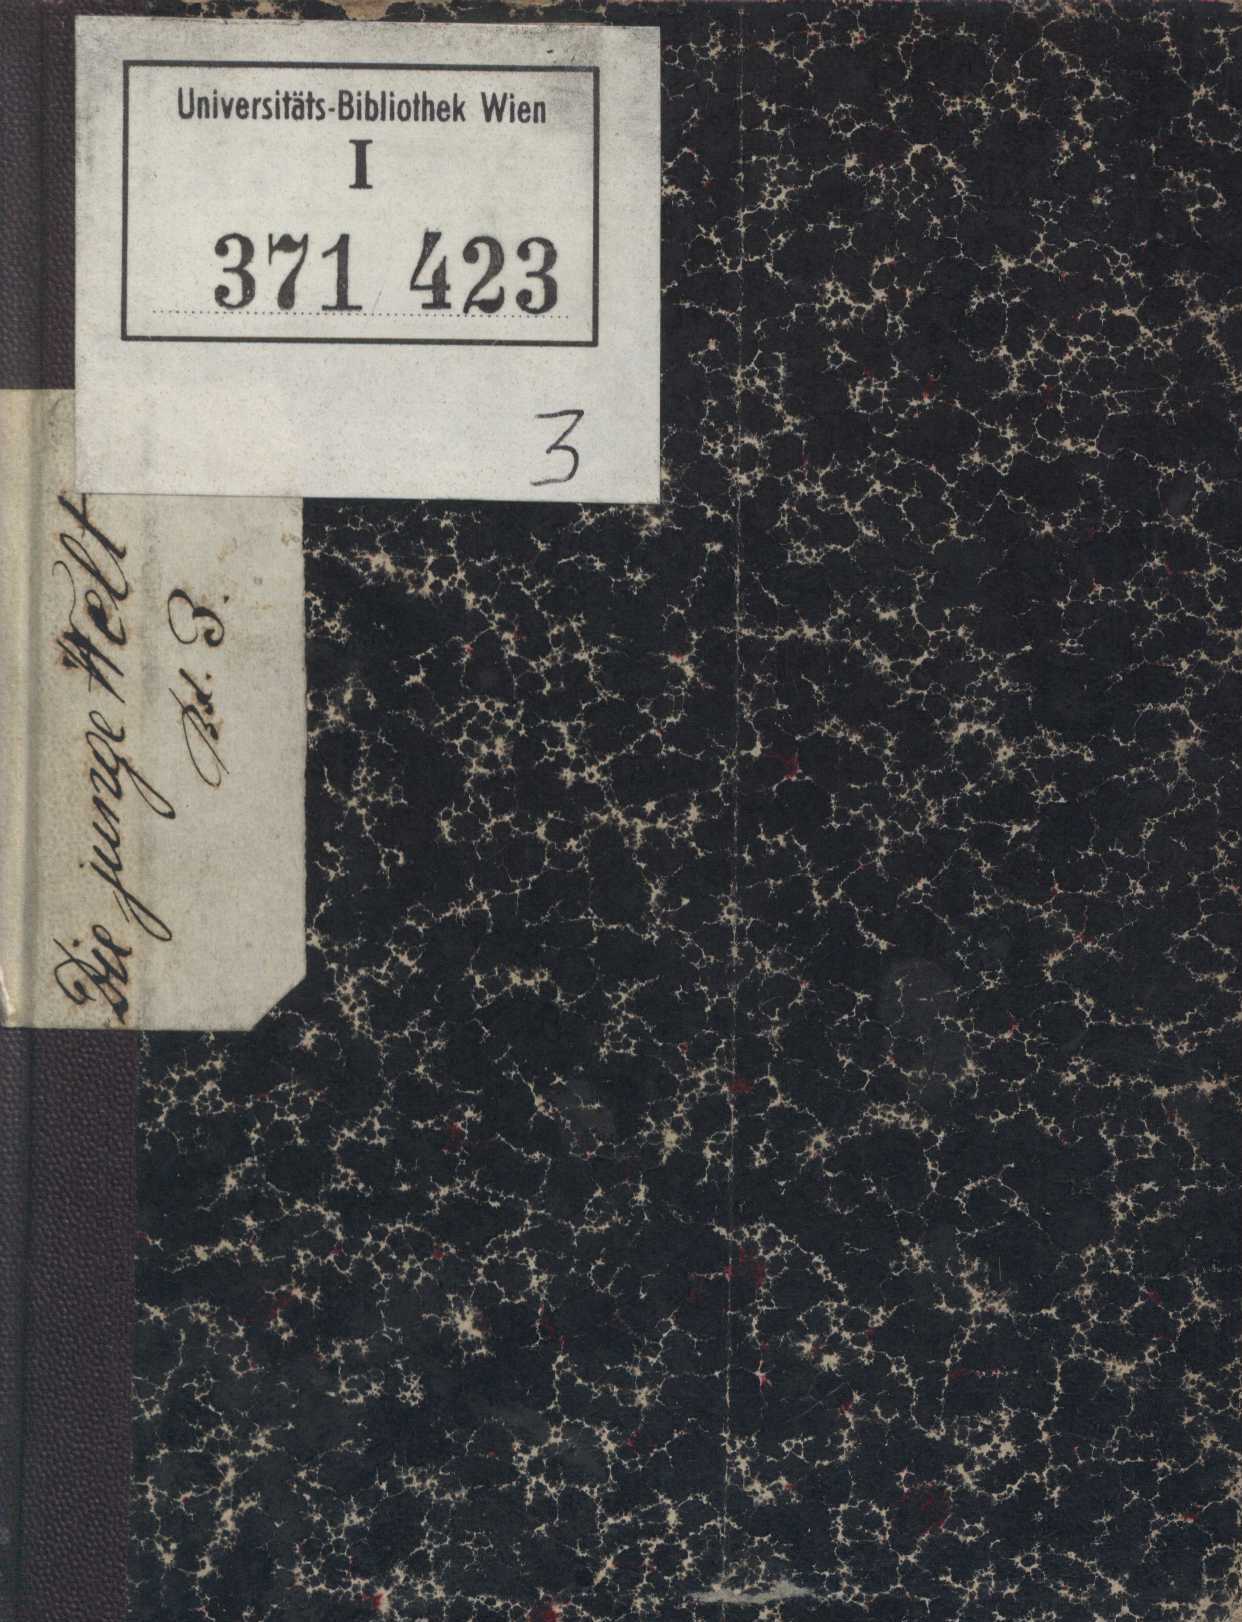 Universitäts-Bibliothek Wien
I
371 423
3
Die junge Welt
Bd. 3.